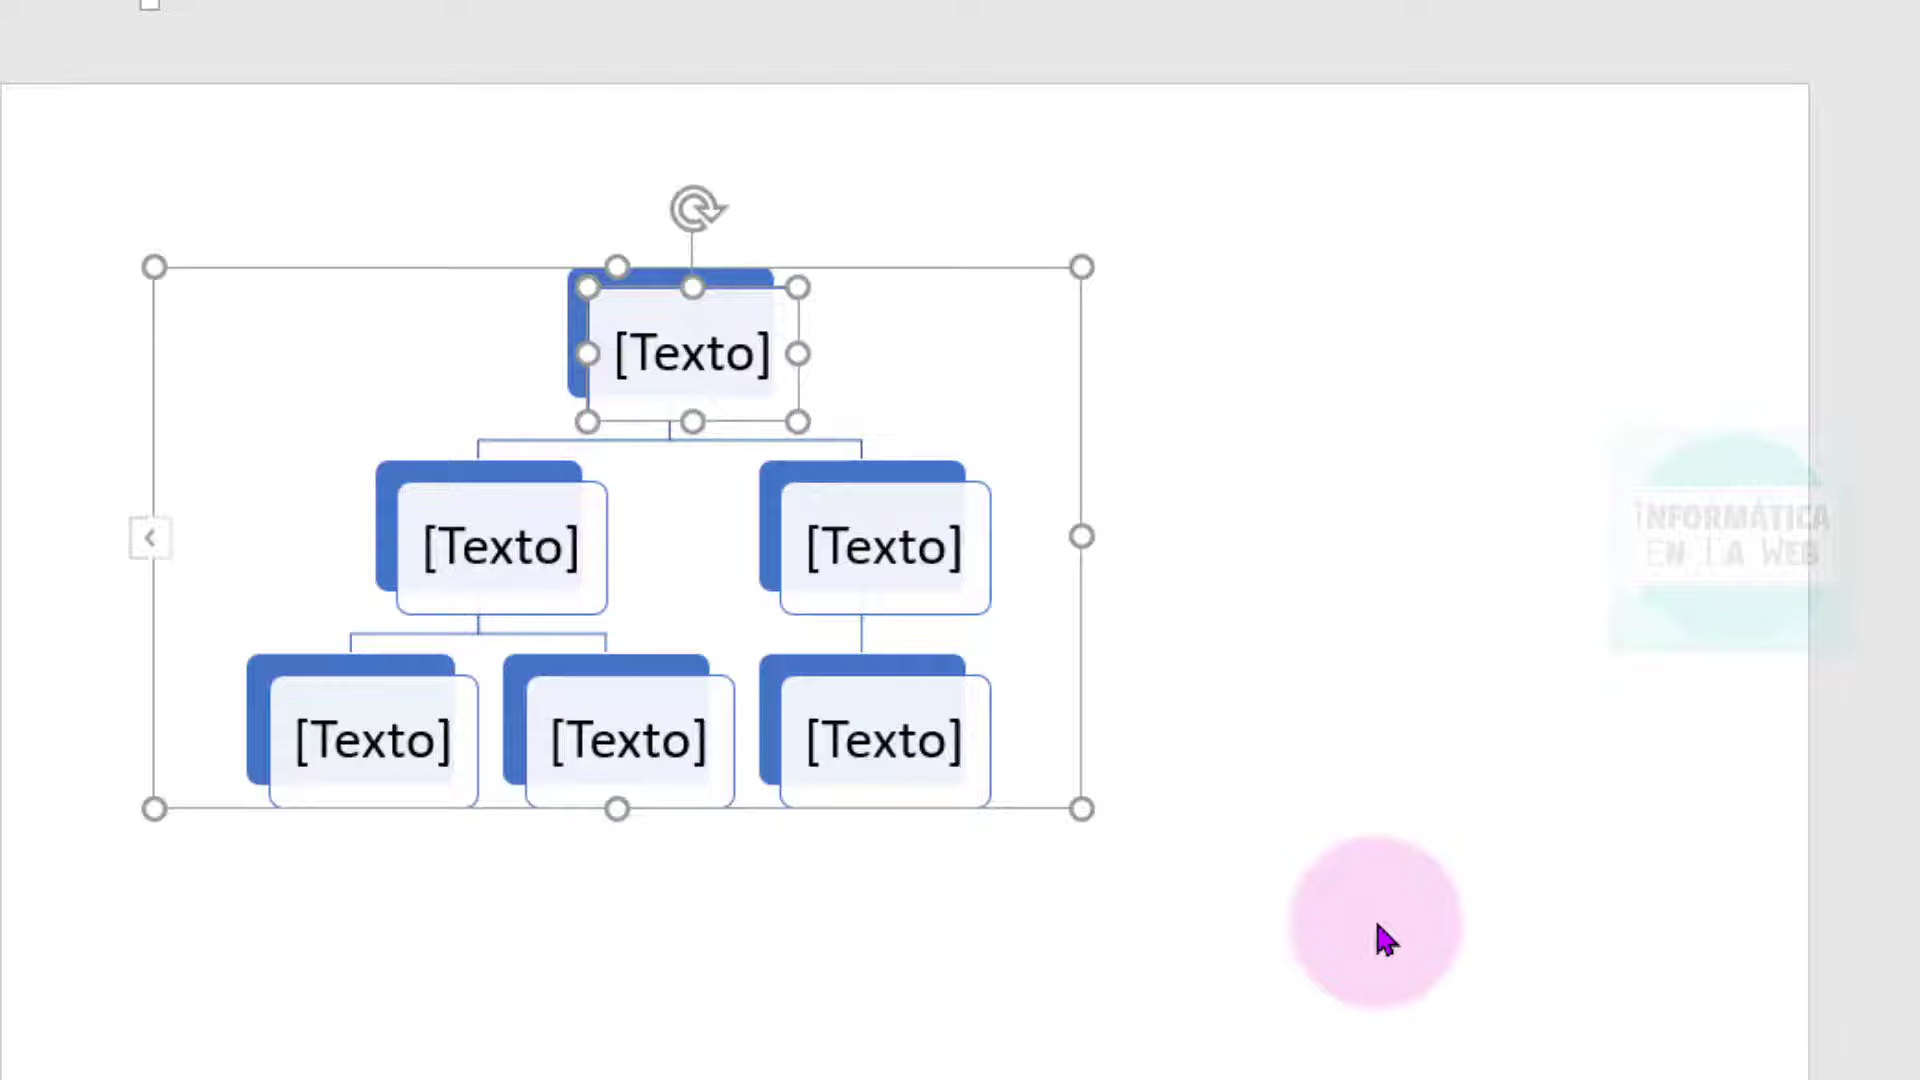 [Texto]
[Texto] [Texto]
INFORMÁTICA
EN LA WEB
[Texto] [Texto] [Texto]